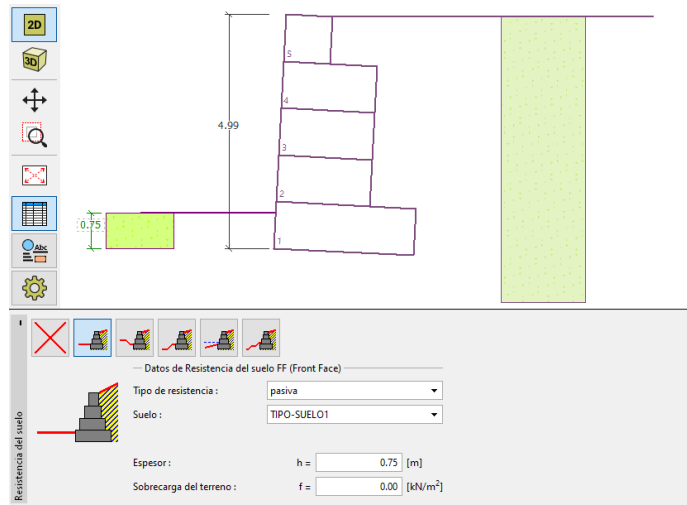 2D
3D
Abc
4.99
0.75
5
4
3
2
1
Resistencia del suelo
Datos de Resistencia del suelo FF (Front Face)
Tipo de resistencia : pasiva
Suelo : TIPO-SUELO1
Espesor : h = 0.75 [m]
Sobrecarga del terreno : f = 0.00 [kN/m²]